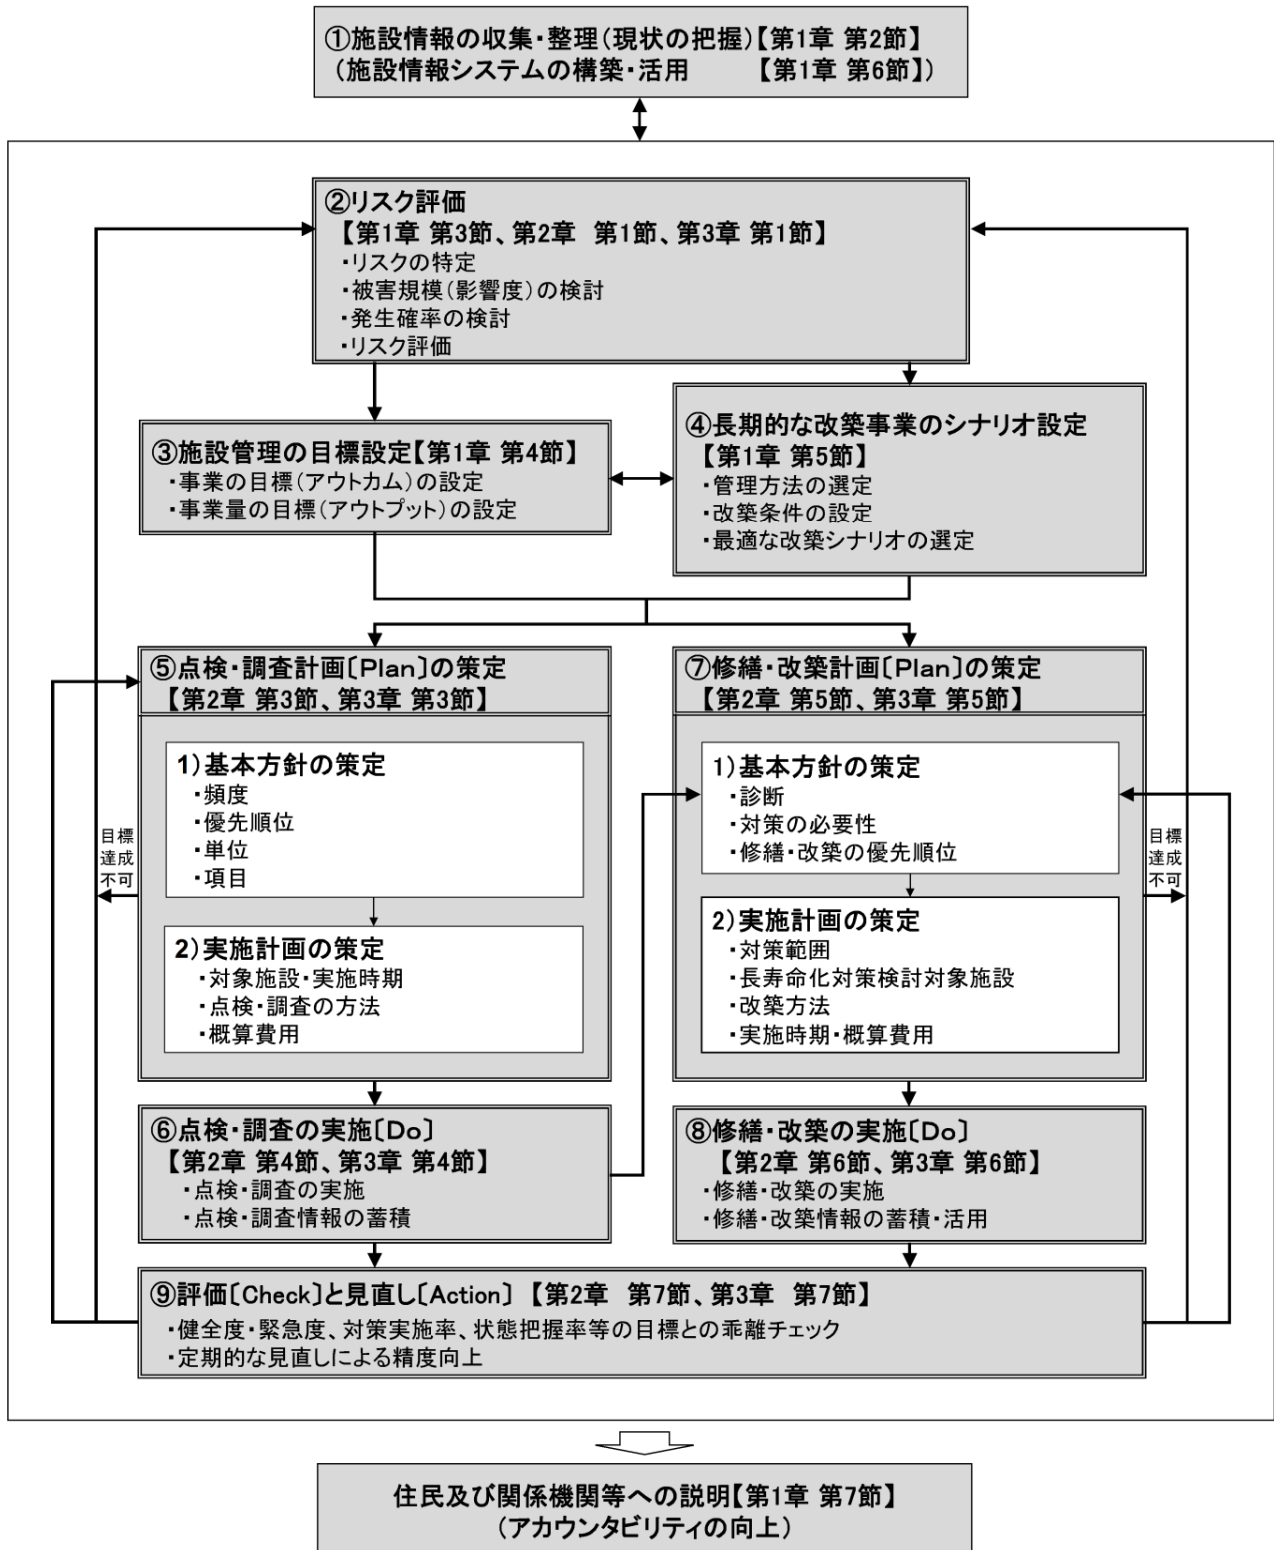 ①施設情報の収集・整理(現状の把握)【第1章 第2節】
(施設情報システムの構築・活用 【第1章 第6節】)
②リスク評価
【第1章 第3節、第2章 第1節、第3章 第1節】
・リスクの特定
・被害規模(影響度)の検討
・発生確率の検討
・リスク評価
③施設管理の目標設定【第1章 第4節】
・事業の目標(アウトカム)の設定
・事業量の目標(アウトプット)の設定
④長期的な改築事業のシナリオ設定
【第1章 第5節】
・管理方法の選定
・改築条件の設定
・最適な改築シナリオの選定
⑤点検・調査計画〔Plan〕の策定
【第2章 第3節、第3章 第3節】
1)基本方針の策定
・頻度
・優先順位
・単位
・項目
2)実施計画の策定
・対象施設・実施時期
・点検・調査の方法
・概算費用
目標
達成
不可
⑦修繕・改築計画〔Plan〕の策定
【第2章 第5節、第3章 第5節】
1)基本方針の策定
・診断
・対策の必要性
・修繕・改築の優先順位
2)実施計画の策定
・対策範囲
・長寿命化対策検討対象施設
・改築方法
・実施時期・概算費用
目標
達成
不可
⑥点検・調査の実施〔Do〕
【第2章 第4節、第3章 第4節】
・点検・調査の実施
・点検・調査情報の蓄積
⑧修繕・改築の実施〔Do〕
【第2章 第6節、第3章 第6節】
・修繕・改築の実施
・修繕・改築情報の蓄積・活用
⑨評価〔Check〕と見直し〔Action〕 【第2章 第7節、第3章 第7節】
・健全度・緊急度、対策実施率、状態把握率等の目標との乖離チェック
・定期的な見直しによる精度向上
住民及び関係機関等への説明【第1章 第7節】
(アカウンタビリティの向上)